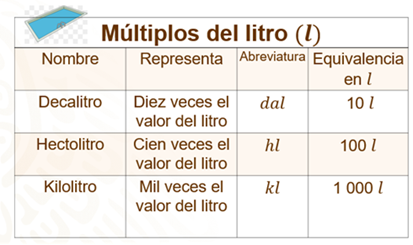 Múltiplos del litro (l)
Nombre Representa Abreviatura Equivalencia en l
Decalitro Diez veces el valor del litro dal 10 l
Hectolitro Cien veces el valor del litro hl 100 l
Kilolitro Mil veces el valor del litro kl 1 000 l